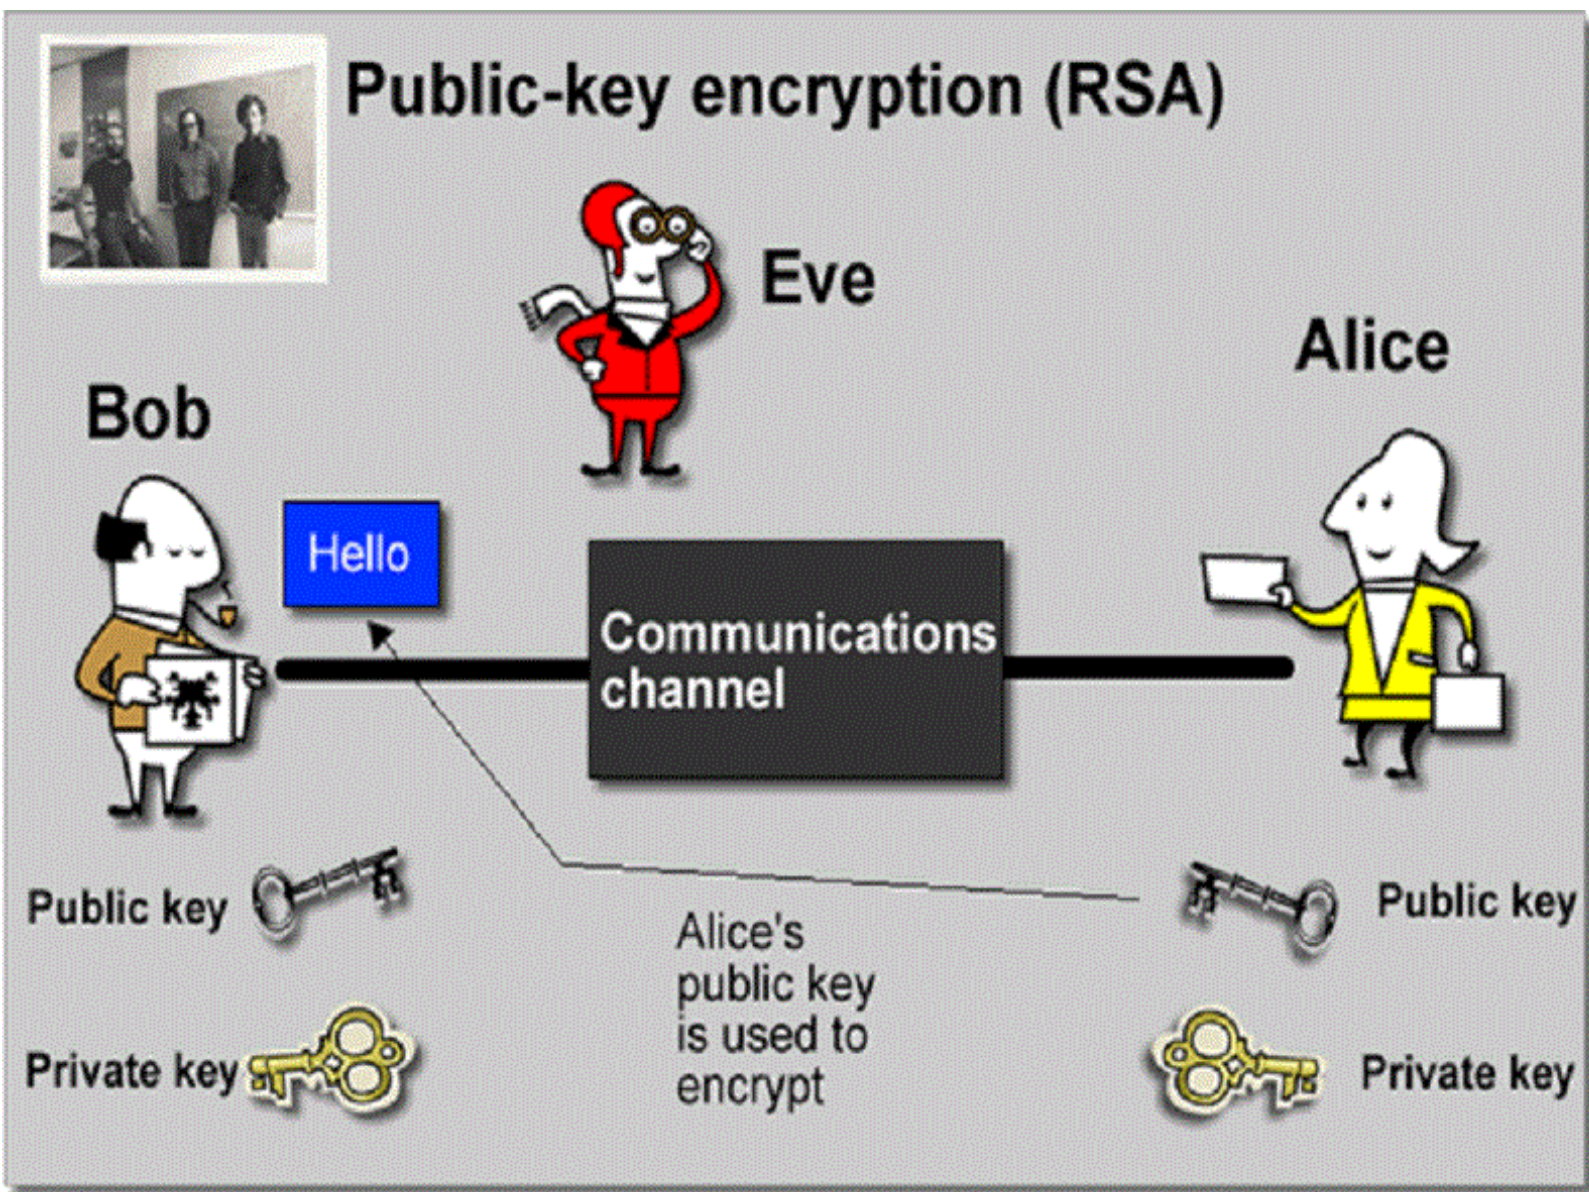 Public-key encryption (RSA)
Eve
Alice
Bob
Hello
Communications
channel
Public key
Public key
Alice's
public key
is used to
encrypt
Private key
Private key